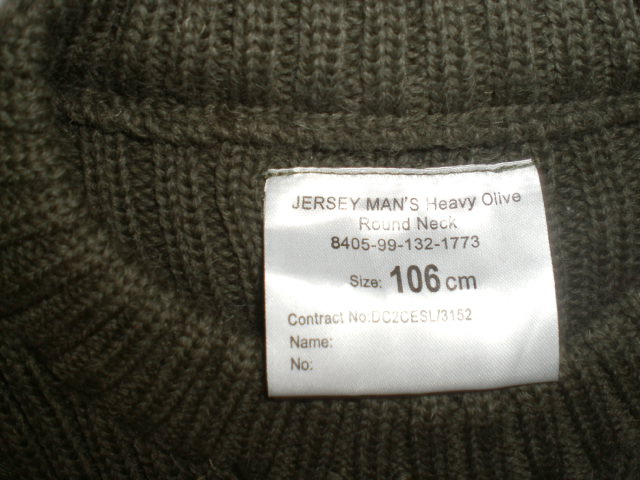 JERSEY MAN'S Heavy Olive
Round Neck
8405-99-132-1773
Size: 106 cm
Contract No:DC2CESL/3152
Name:
No: